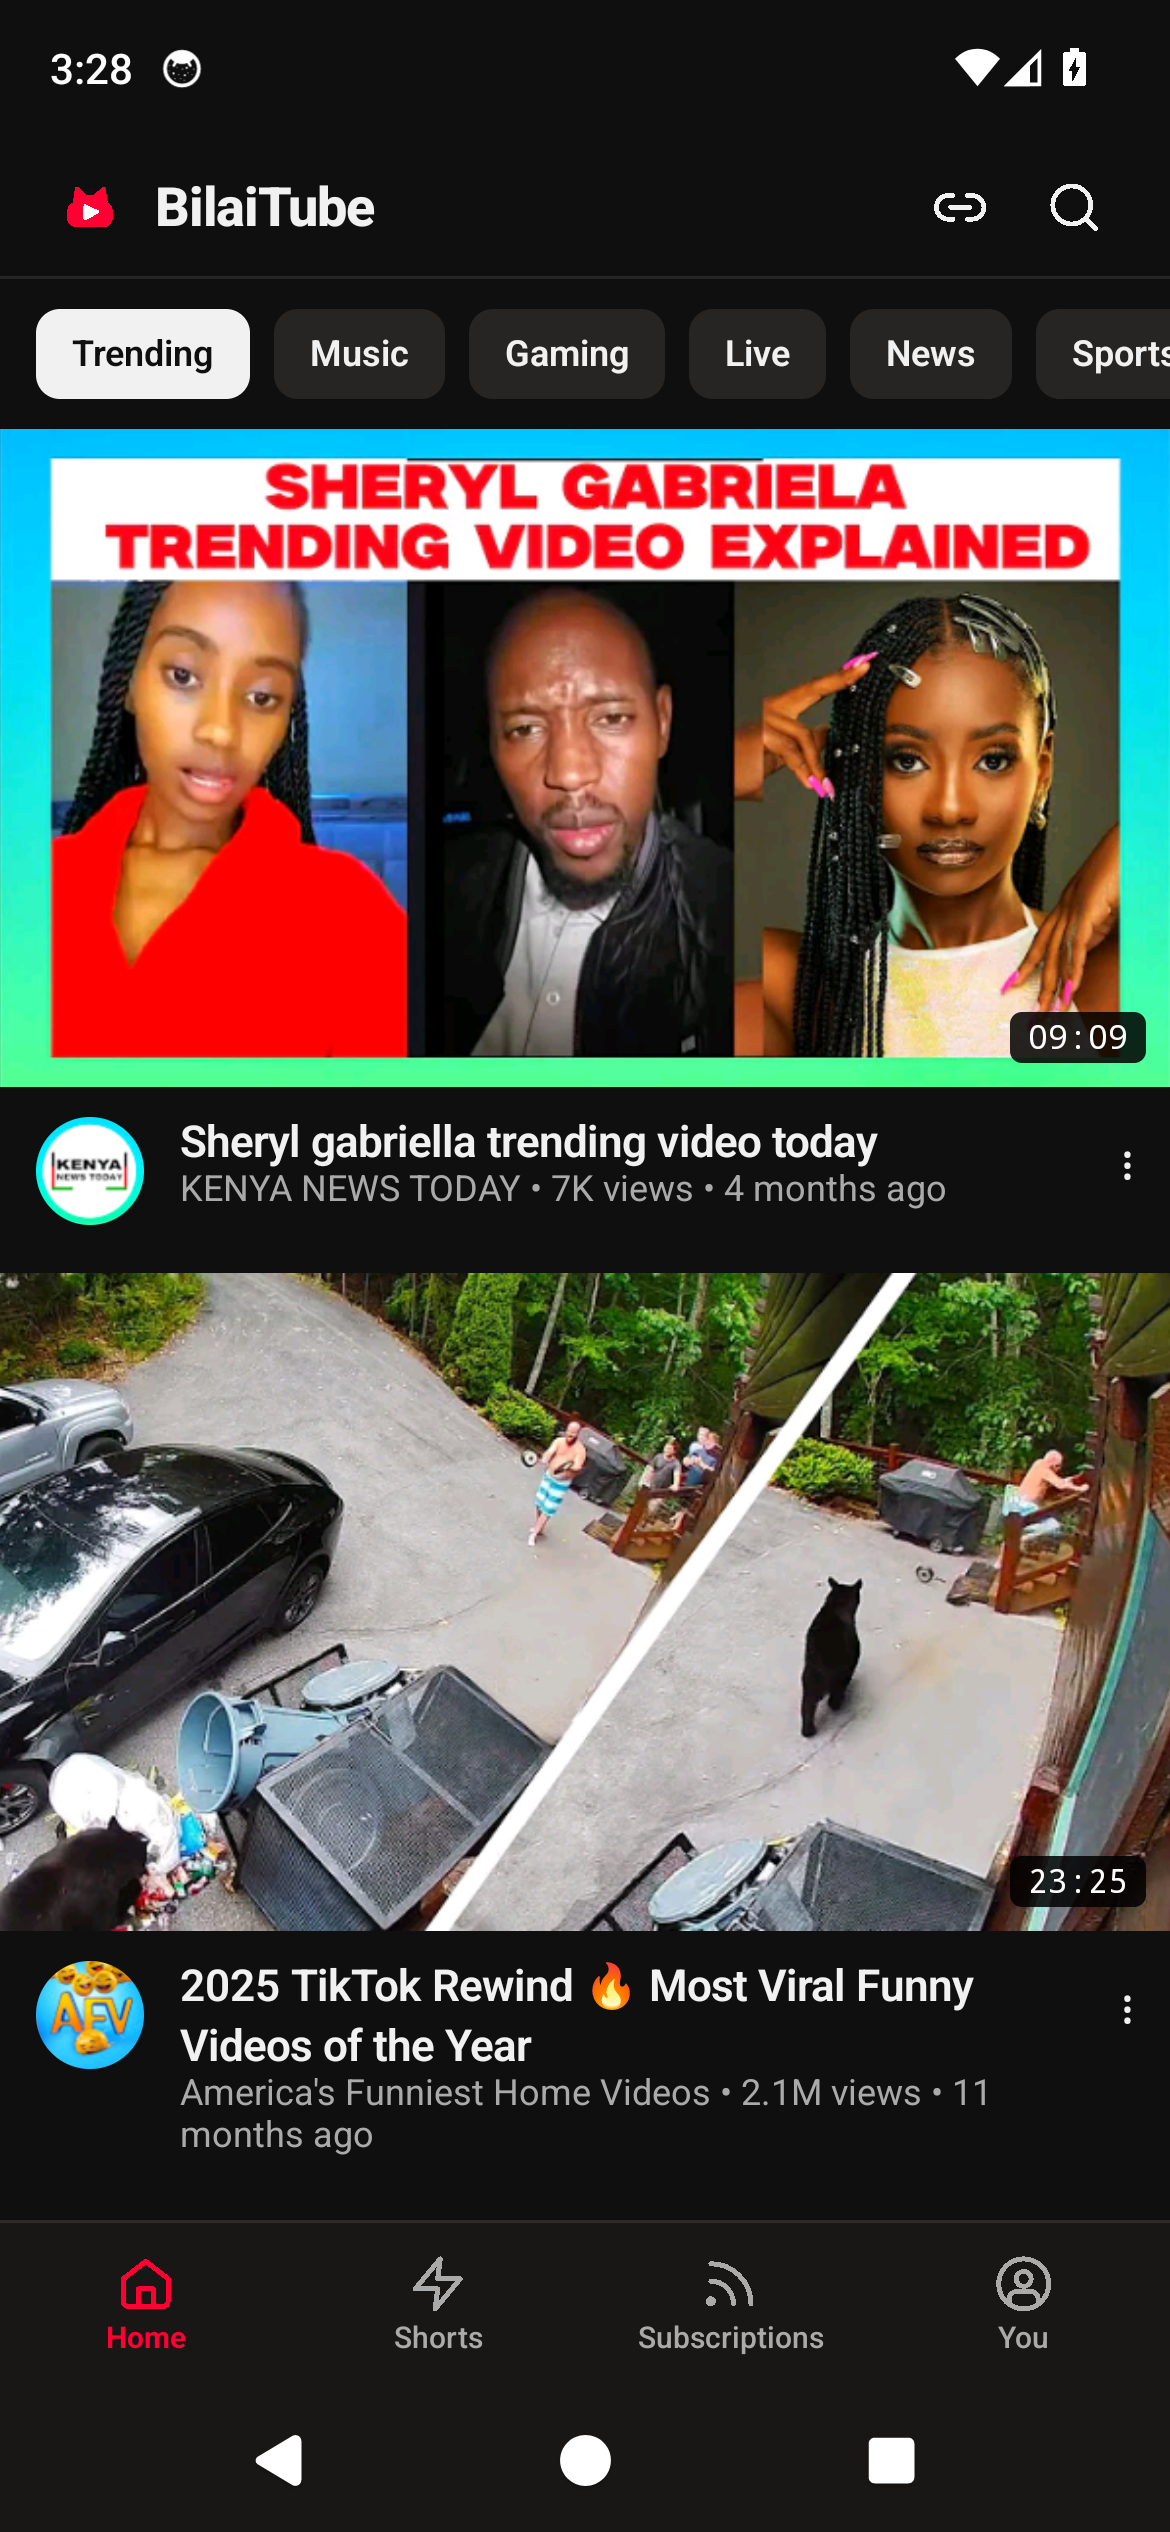 3:28
BilaiTube
Trending
Music
Gaming
Live
News
Sports
SHERYL GABRIELA
TRENDING VIDEO EXPLAINED
09:09
KENYA
NEWS TODAY
Sheryl gabriella trending video today
KENYA NEWS TODAY • 7K views • 4 months ago
23:25
AFV
2025 TikTok Rewind 🔥 Most Viral Funny
Videos of the Year
America's Funniest Home Videos • 2.1M views • 11
months ago
Home
Shorts
Subscriptions
You